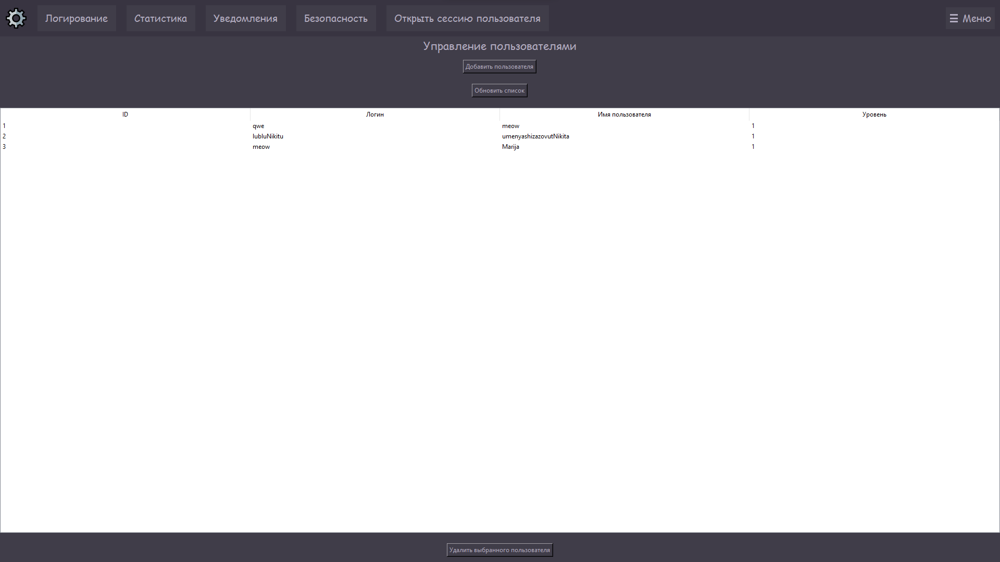 Логирование Статистика Уведомления Безопасность Открыть сессию пользователя ☰ Меню
Управление пользователями
Добавить пользователя
Обновить список
ID Логин Имя пользователя Уровень
1 qwe meow 1
2 lubluNikitu umenyashizazovutNikita 1
3 meow Marija 1
Удалить выбранного пользователя